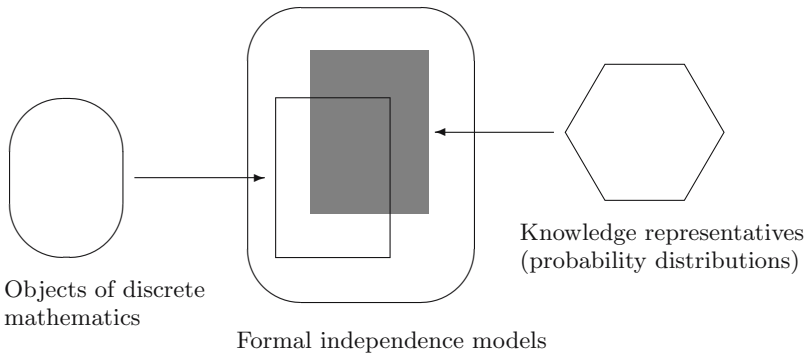 Knowledge representatives
(probability distributions)
Objects of discrete
mathematics
Formal independence models